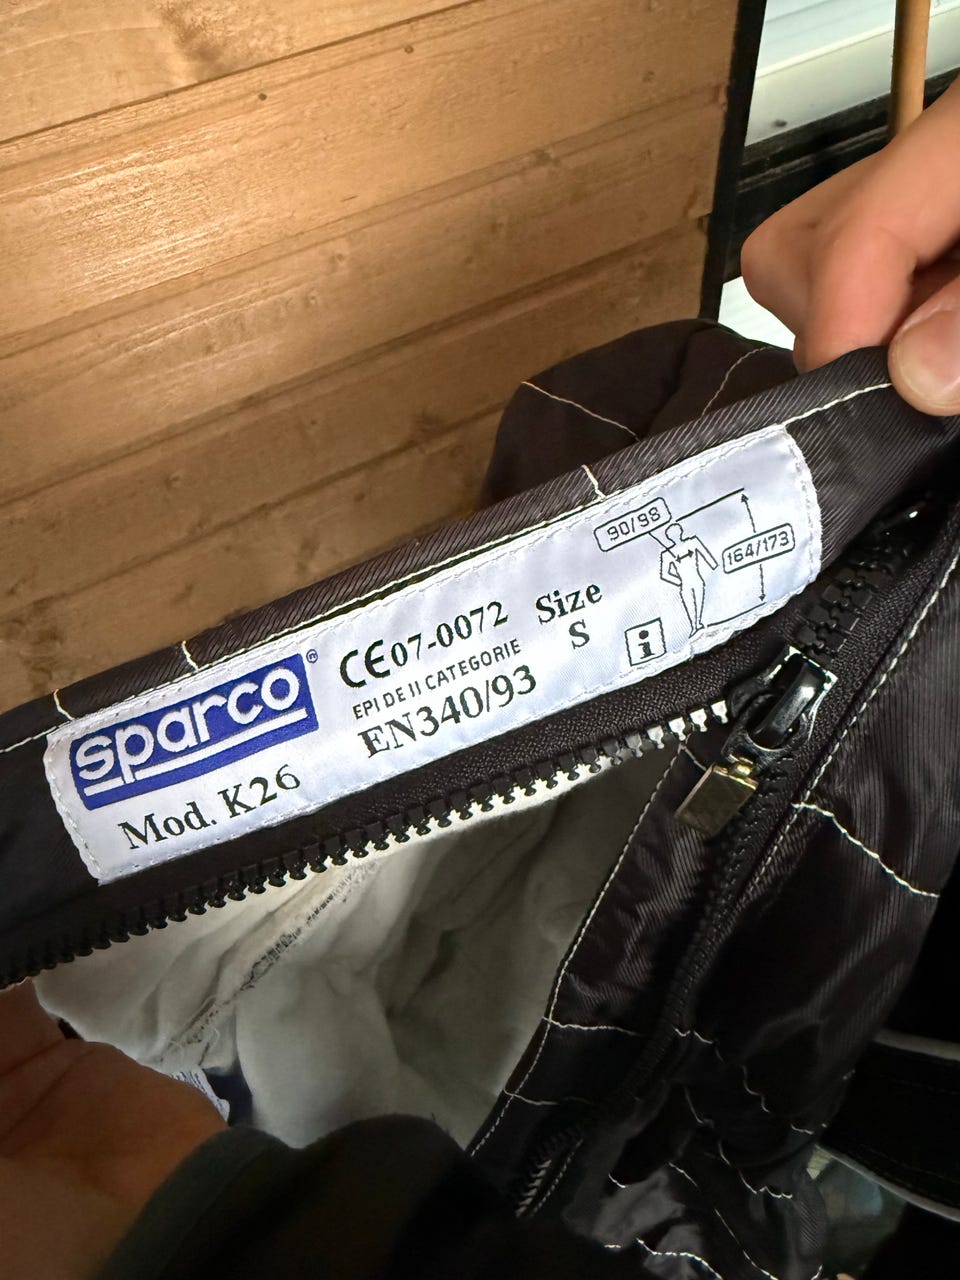 sparco®
Mod. K26
CE07-0072
EPI DE II CATEGORIE
EN340/93
Size
S
90/98
164/173
i